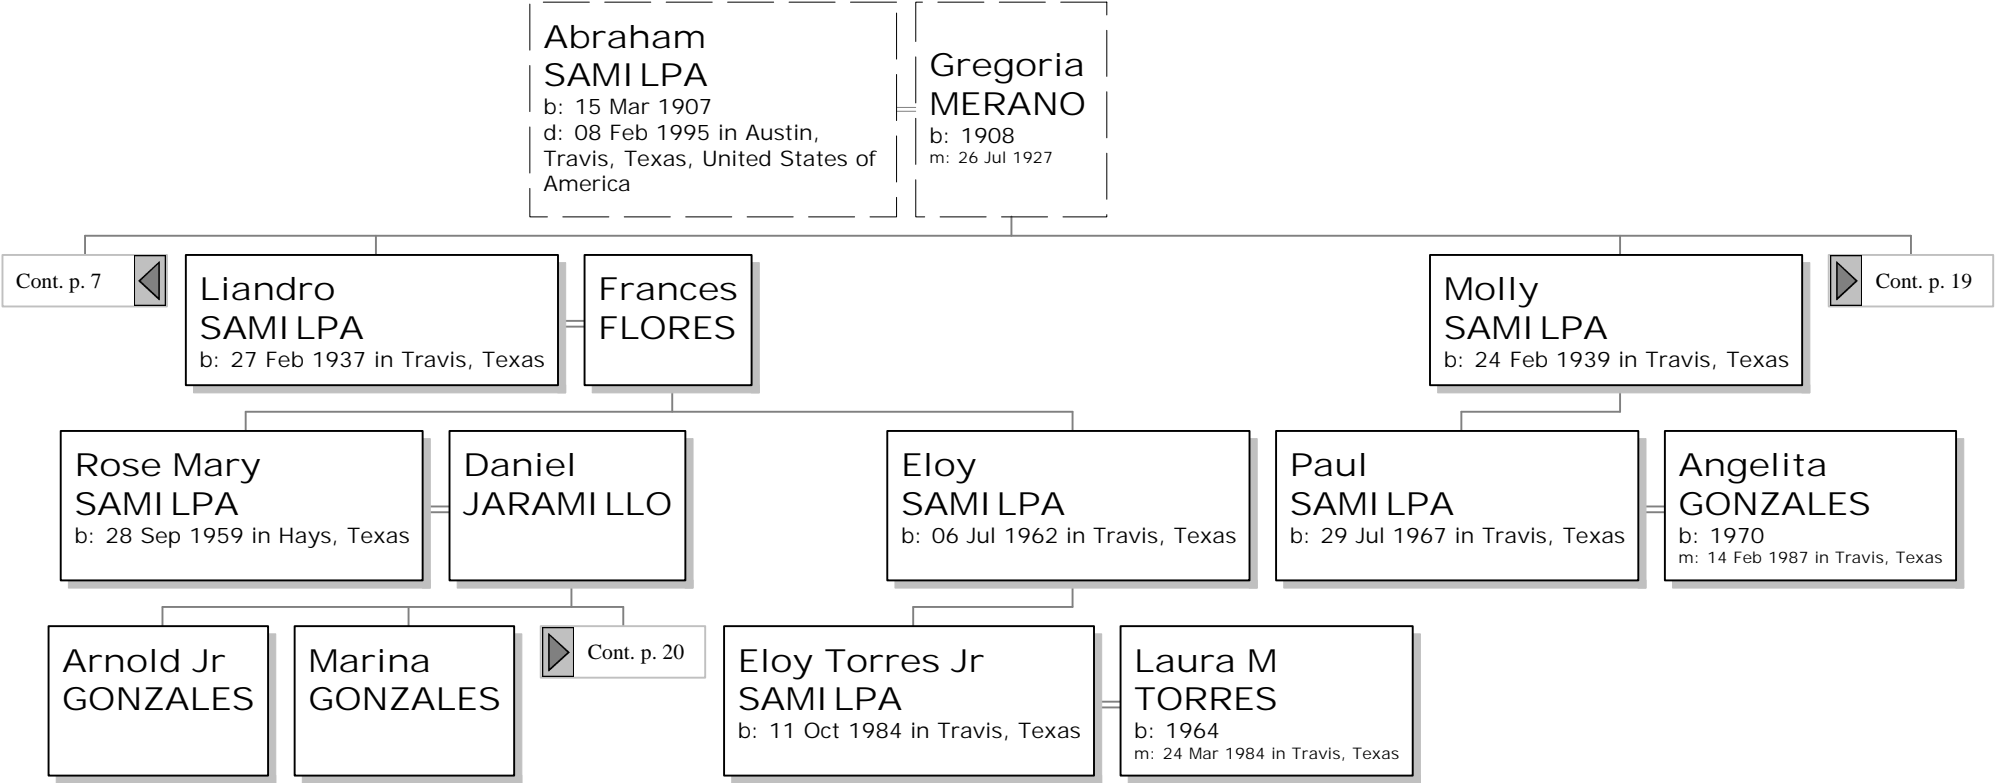 Abraham
SAMILPA
b: 15 Mar 1907
d: 08 Feb 1995 in Austin,
Travis, Texas, United States of
America
Gregoria
MERANO
b: 1908
m: 26 Jul 1927
Cont. p. 7
Liandro
SAMILPA
b: 27 Feb 1937 in Travis, Texas
Frances
FLORES
Molly
SAMILPA
b: 24 Feb 1939 in Travis, Texas
Cont. p. 19
Rose Mary
SAMILPA
b: 28 Sep 1959 in Hays, Texas
Daniel
JARAMILLO
Eloy
SAMILPA
b: 06 Jul 1962 in Travis, Texas
Paul
SAMILPA
b: 29 Jul 1967 in Travis, Texas
Angelita
GONZALES
b: 1970
m: 14 Feb 1987 in Travis, Texas
Arnold Jr
GONZALES
Marina
GONZALES
Cont. p. 20
Eloy Torres Jr
SAMILPA
b: 11 Oct 1984 in Travis, Texas
Laura M
TORRES
b: 1964
m: 24 Mar 1984 in Travis, Texas